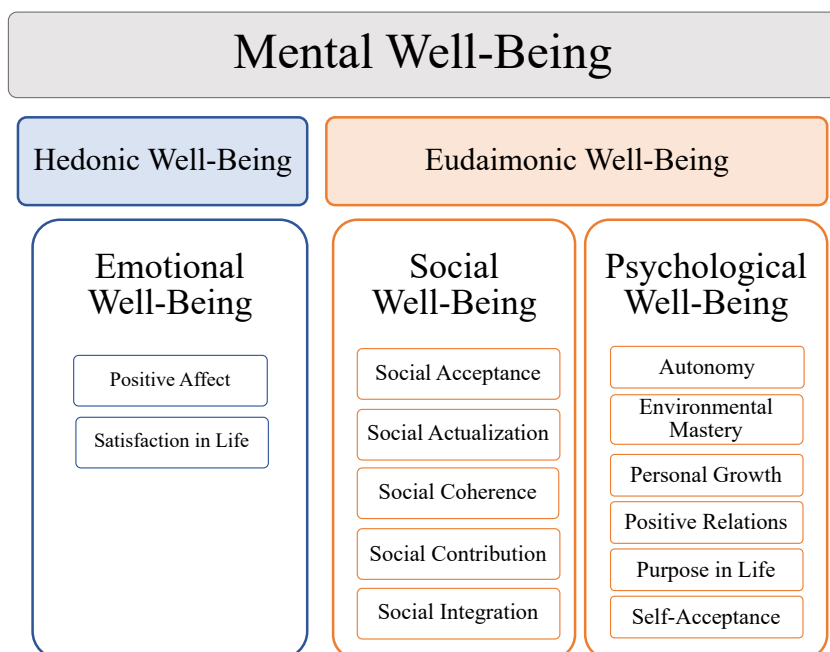 Mental Well-Being
Hedonic Well-Being
Eudaimonic Well-Being
Emotional
Well-Being
Positive Affect
Satisfaction in Life
Social
Well-Being
Social Acceptance
Social Actualization
Social Coherence
Social Contribution
Social Integration
Psychological
Well-Being
Autonomy
Environmental
Mastery
Personal Growth
Positive Relations
Purpose in Life
Self-Acceptance